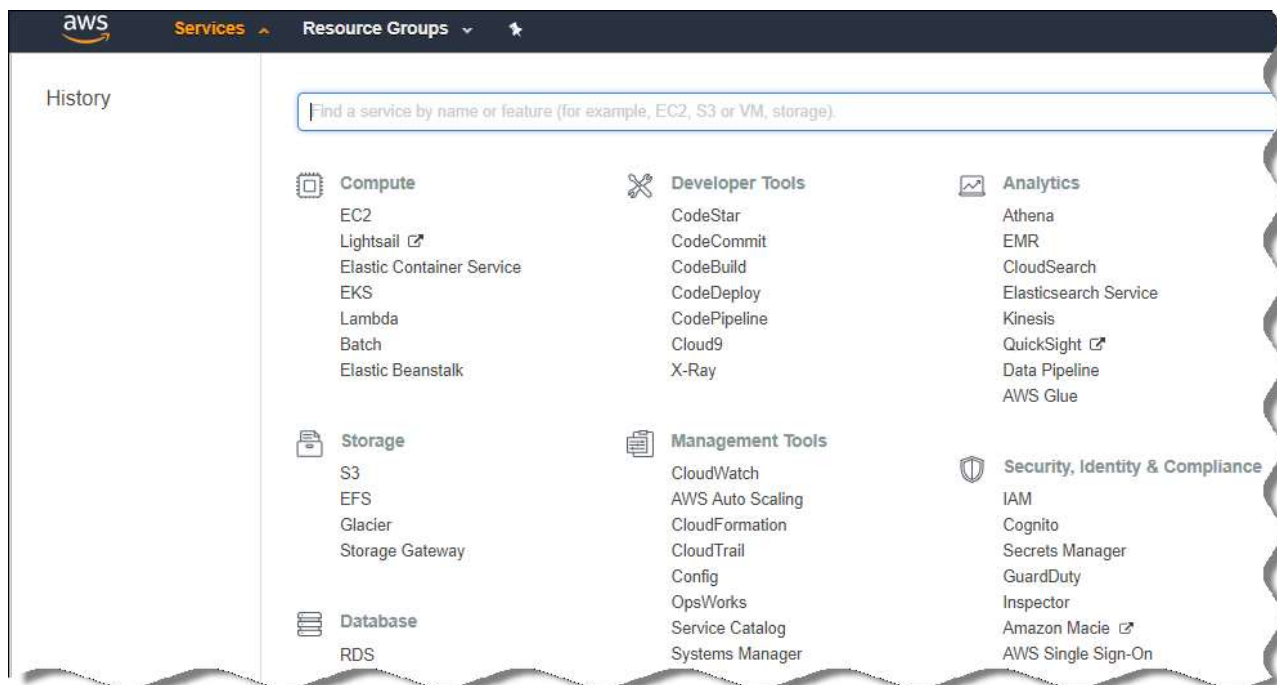 aws
Services
Resource Groups
History
Find a service by name or feature (for example, EC2, S3 or VM, storage).
Compute
EC2
Lightsail
Elastic Container Service
EKS
Lambda
Batch
Elastic Beanstalk
Storage
S3
EFS
Glacier
Storage Gateway
Database
RDS
Developer Tools
CodeStar
CodeCommit
CodeBuild
CodeDeploy
CodePipeline
Cloud9
X-Ray
Management Tools
CloudWatch
AWS Auto Scaling
CloudFormation
CloudTrail
Config
OpsWorks
Service Catalog
Systems Manager
Analytics
Athena
EMR
CloudSearch
Elasticsearch Service
Kinesis
QuickSight
Data Pipeline
AWS Glue
Security, Identity & Compliance
IAM
Cognito
Secrets Manager
GuardDuty
Inspector
Amazon Macie
AWS Single Sign-On